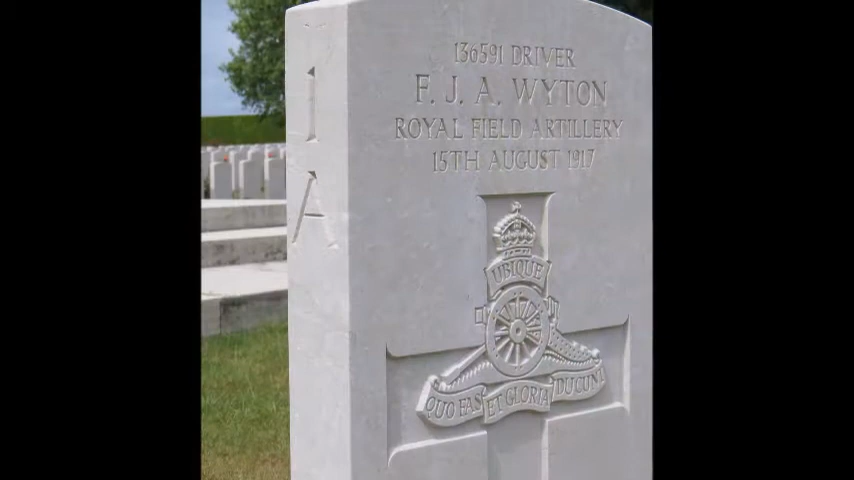 I
A
136591 DRIVER
F. J. A. WYTON
ROYAL FIELD ARTILLERY
15TH AUGUST 1917
UBIQUE
QUO FAS ET GLORIA DUCUNT